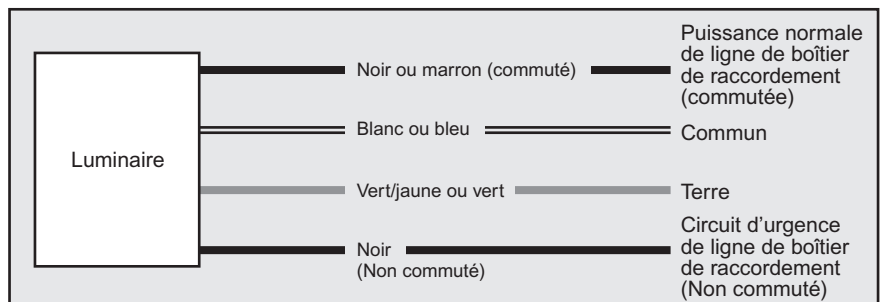 Luminaire
Noir ou marron (commuté)
Puissance normale
de ligne de boîtier
de raccordement
(commutée)
Blanc ou bleu
Commun
Vert/jaune ou vert
Terre
Noir
(Non commuté)
Circuit d’urgence
de ligne de boîtier
de raccordement
(Non commuté)